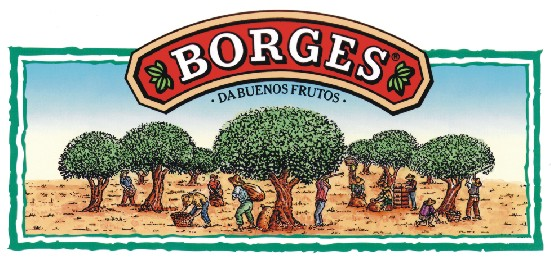 BORGES®
· DA BUENOS FRUTOS ·